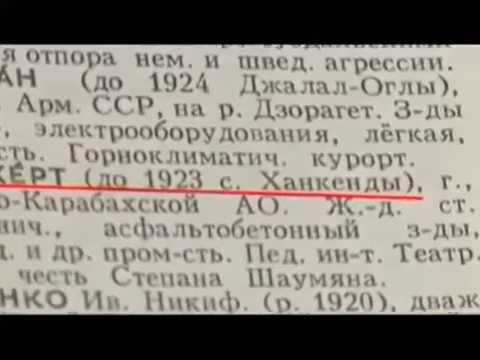 я отпора нем. и швед. агрессии.
АН (до 1924 Джалал-Оглы),
Арм. ССР, на р. Дзорагет. З-ды
, электрооборудования, лёгкая,
сть. Горноклиматич. курорт.
КЕРТ (до 1923 с. Ханкенды), г.,
о-Карабахской АО. Ж.-д. ст.
нич., асфальтобетонный з-ды,
д. и др. пром-сть. Пед. ин-т. Театр.
честь Степана Шаумяна.
НКО Ив. Никиф. (р. 1920), дваж